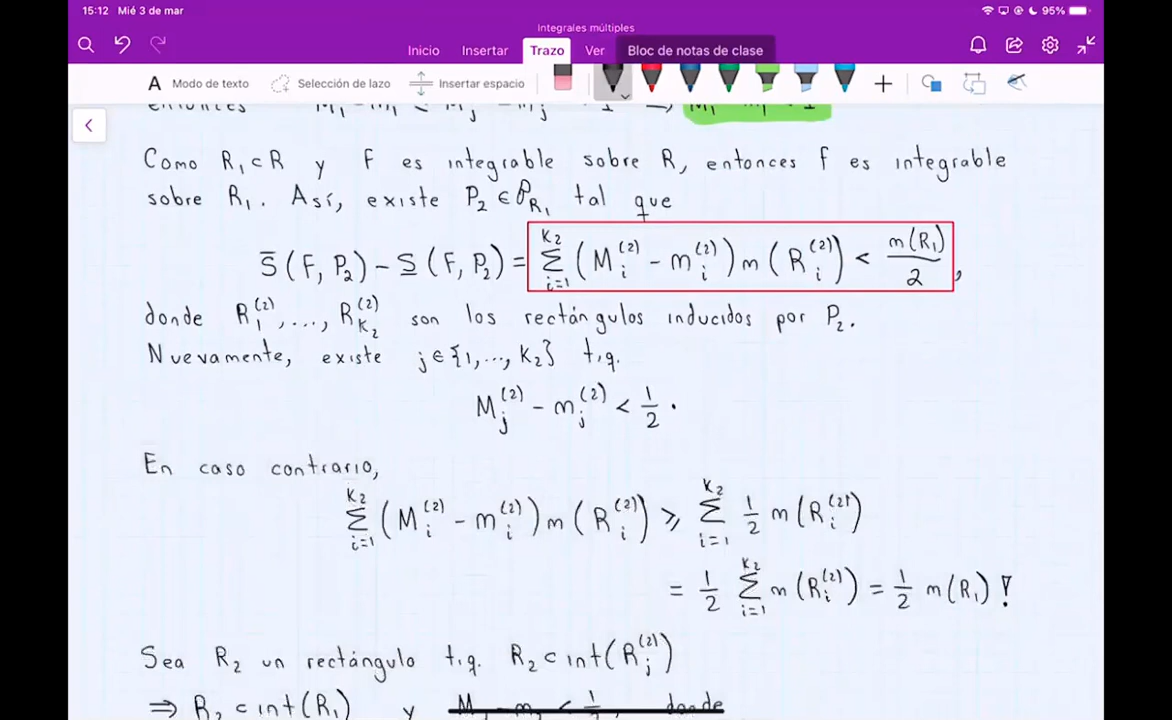 15:12 Mié 3 de mar 95%
Integrales múltiples
Inicio Insertar Trazo Ver Bloc de notas de clase
A Modo de texto Selección de lazo Insertar espacio
Como R₁⊂R y f es integrable sobre R, entonces f es integrable
sobre R₁. Así, existe P₂∈𝒫_{R₁} tal que
S̄(f, P₂) − S̲(f, P₂) = ∑_{i=1}^{K₂} (M_i^{(2)} − m_i^{(2)}) m(R_i^{(2)}) < m(R₁)/2,
donde R_1^{(2)}, ..., R_{K₂}^{(2)} son los rectángulos inducidos por P₂.
Nuevamente, existe j∈{1, ..., K₂} t.q.
M_j^{(2)} − m_j^{(2)} < 1/2.
En caso contrario,
∑_{i=1}^{K₂} (M_i^{(2)} − m_i^{(2)}) m(R_i^{(2)}) ≥ ∑_{i=1}^{K₂} 1/2 m(R_i^{(2)})
= 1/2 ∑_{i=1}^{K₂} m(R_i^{(2)}) = 1/2 m(R₁) !
Sea R₂ un rectángulo t.q. R₂⊂int(R_j^{(2)})
⟹ R₂⊂int(R₁) y
donde